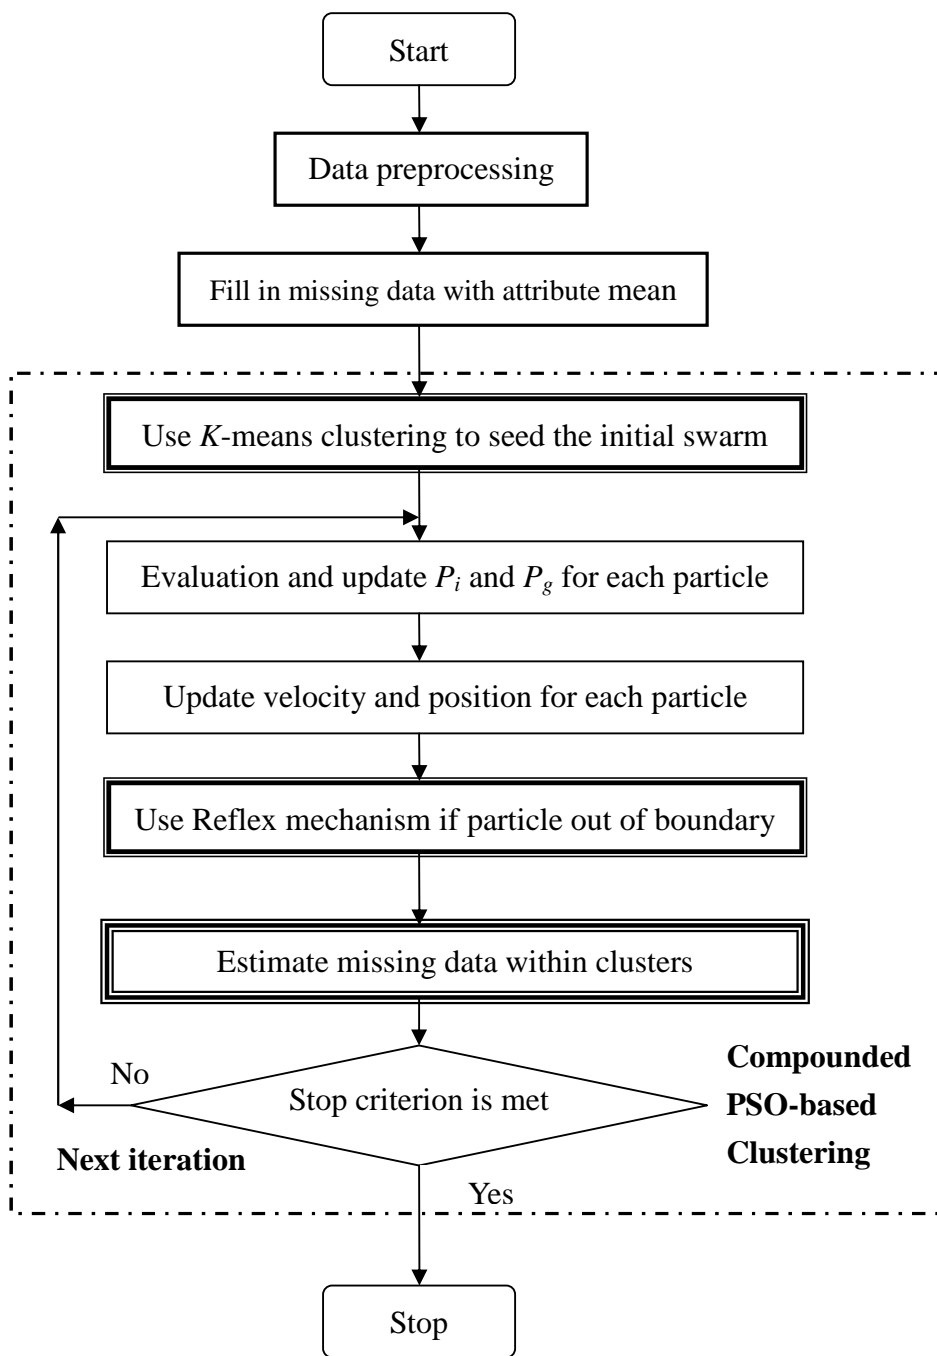 Start
Data preprocessing
Fill in missing data with attribute mean
Use K-means clustering to seed the initial swarm
Evaluation and update P_i and P_g for each particle
Update velocity and position for each particle
Use Reflex mechanism if particle out of boundary
Estimate missing data within clusters
Stop criterion is met
No
Next iteration
Yes
Compounded
PSO-based
Clustering
Stop